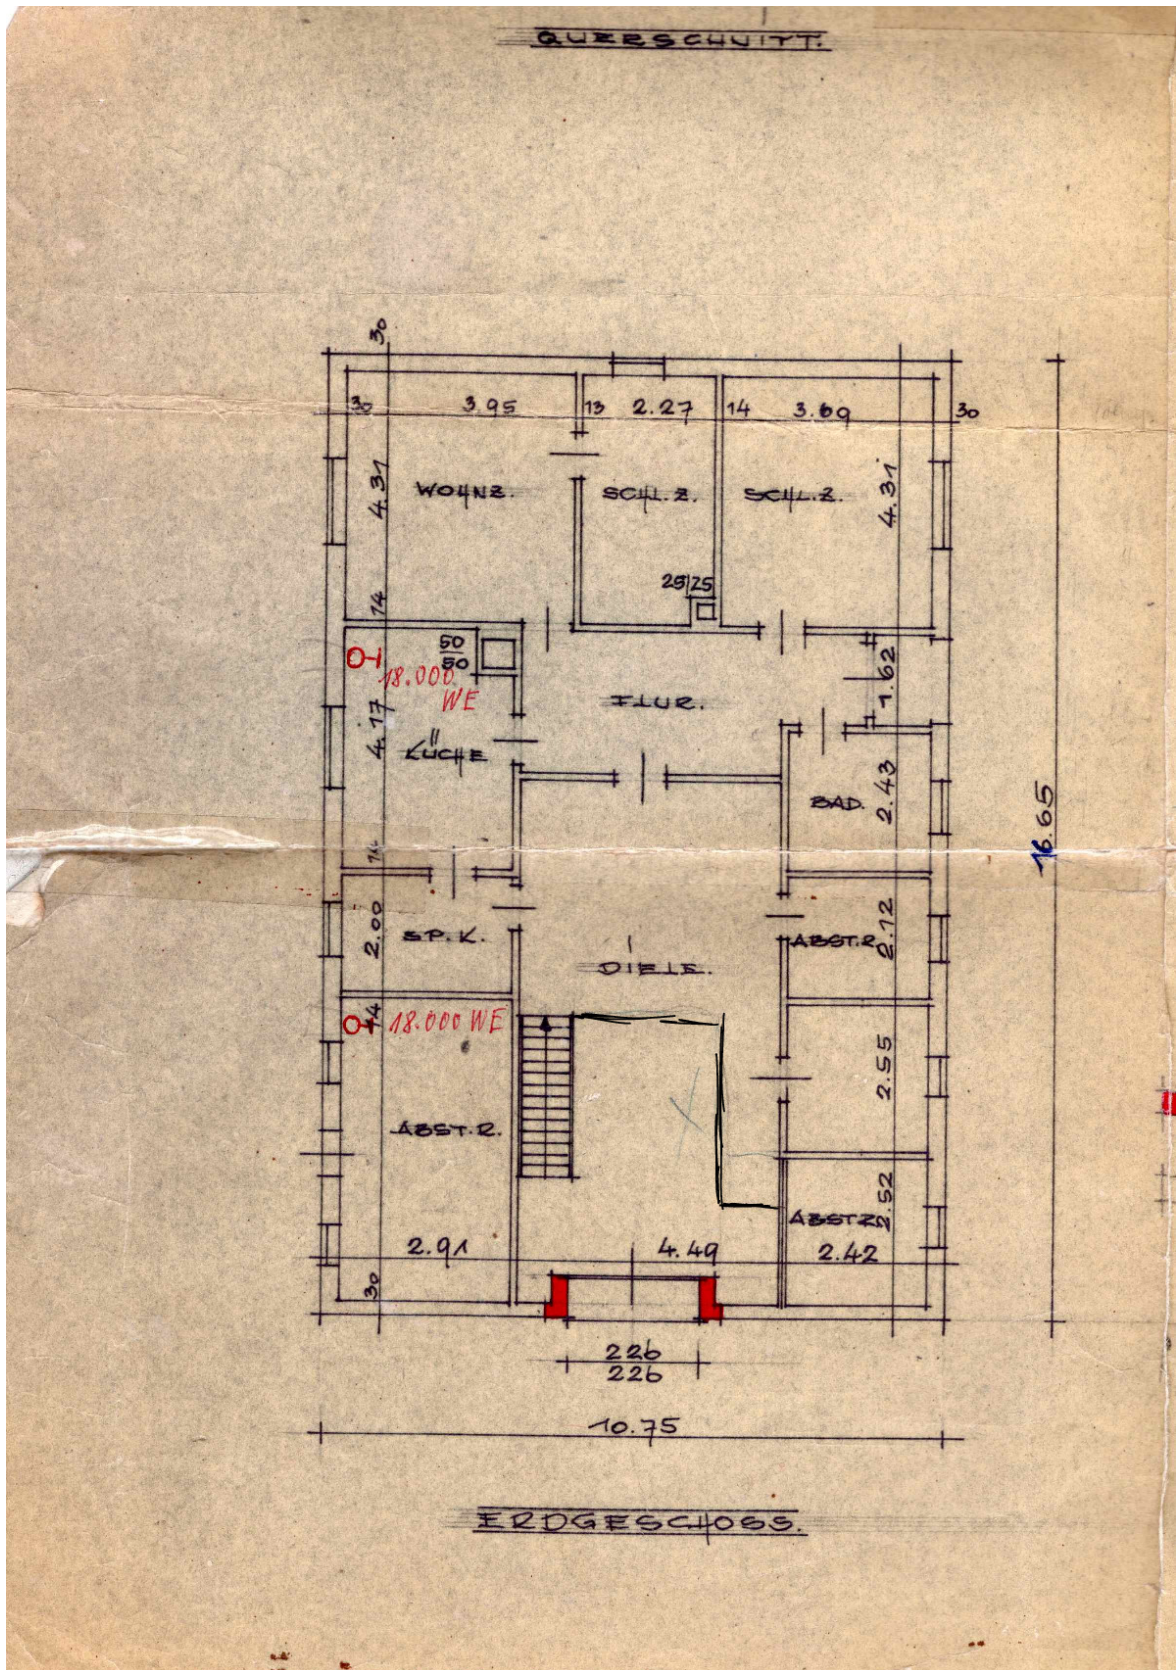 QUERSCHNITT.
30
30 3.95 13 2.27 14 3.69 30
4.31 4.31
WOHNZ. SCHL.Z. SCHL.Z.
25/25
14
50
50
18.000
WE
1.62
FLUR.
4.17
KÜCHE
2.43
BAD.
16.65
14
2.00
SP.K.
2.12
ABST.R.
DIELE.
14
18.000 WE
2.55
ABST.R.
2.52
2.91 4.49 2.42
30
226
226
10.75
ERDGESCHOSS.